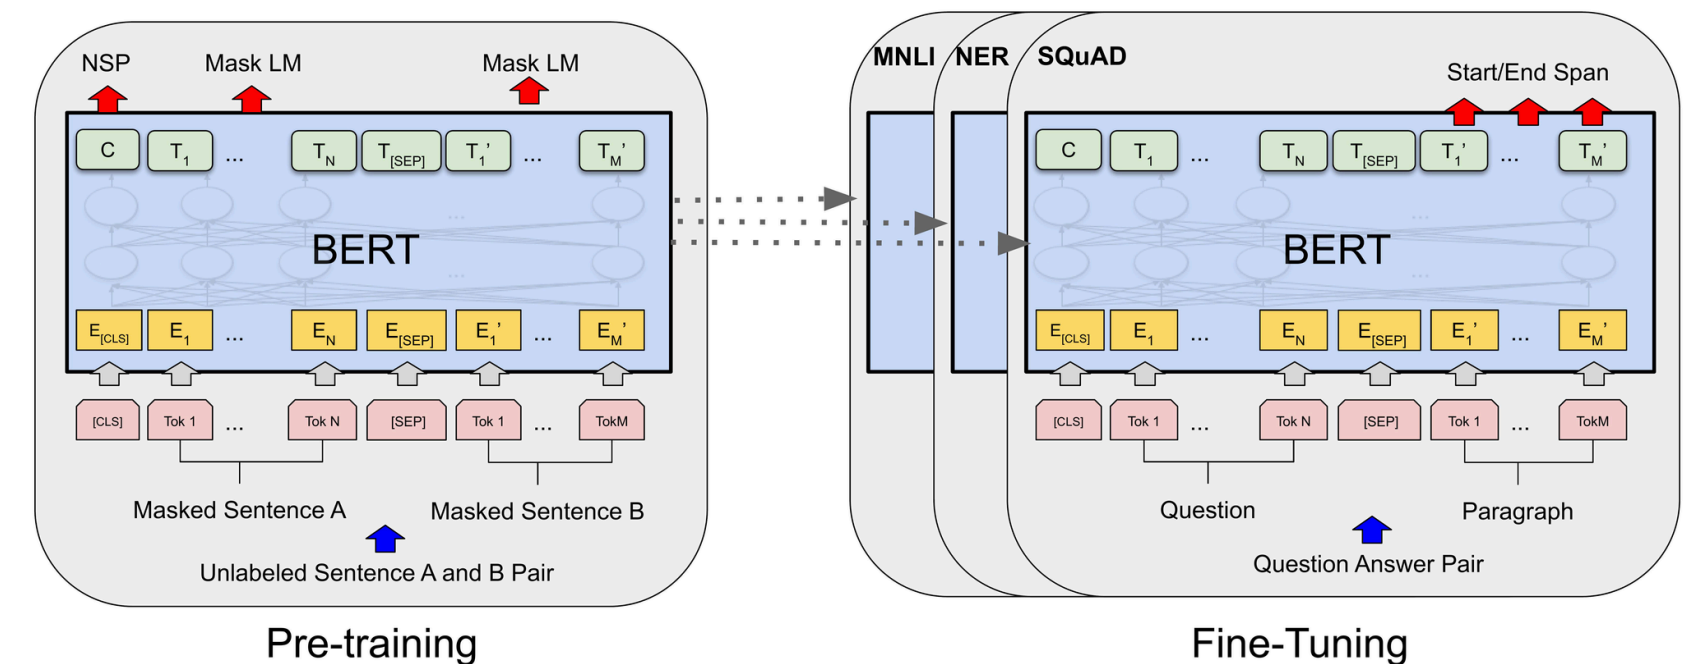 NSP Mask LM Mask LM
C T1 ... TN T[SEP] T1’ ... TM’
...
BERT
...
E[CLS] E1 ... EN E[SEP] E1’ ... EM’
[CLS] Tok 1 ... Tok N [SEP] Tok 1 ... TokM
Masked Sentence A Masked Sentence B
Unlabeled Sentence A and B Pair
Pre-training
MNLI NER SQuAD
Start/End Span
C T1 ... TN T[SEP] T1’ ... TM’
...
BERT
...
E[CLS] E1 ... EN E[SEP] E1’ ... EM’
[CLS] Tok 1 ... Tok N [SEP] Tok 1 ... TokM
Question Paragraph
Question Answer Pair
Fine-Tuning